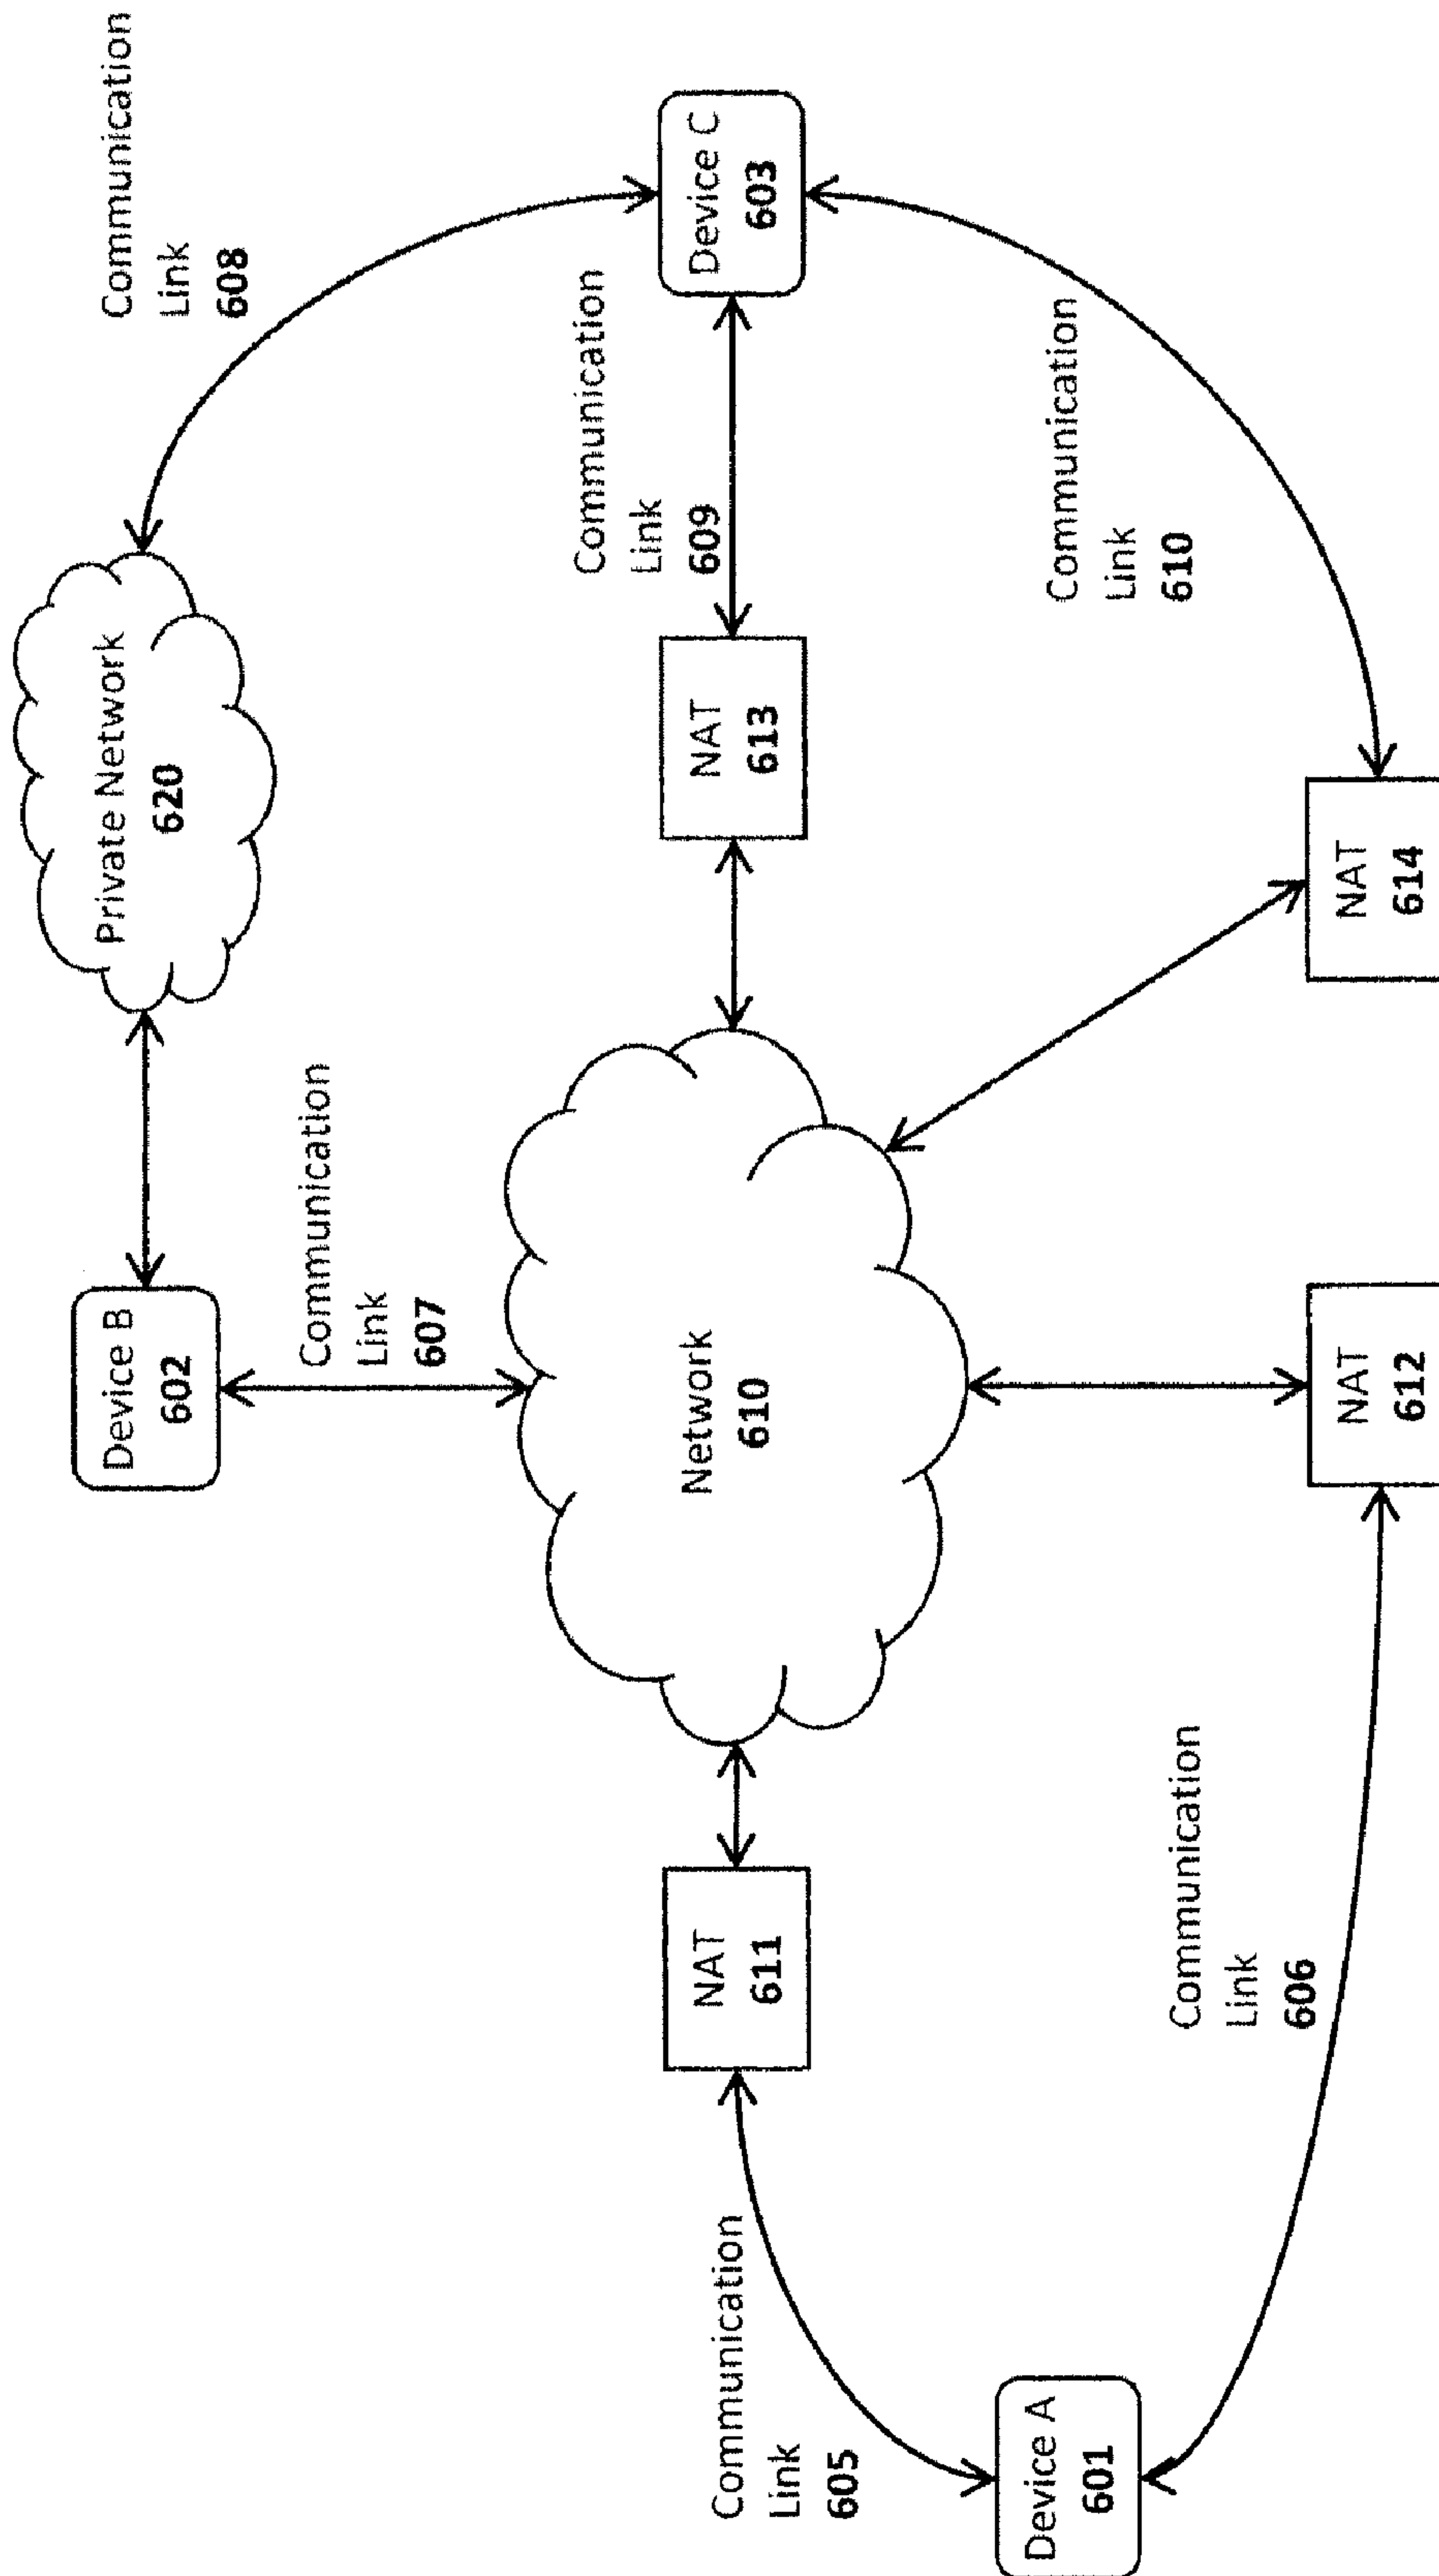 Communication
Link
608
Private Network
620
Device B
602
Communication
Link
607
Communication
Link
609
Device C
603
NAT
613
Network
610
NAT
611
Communication
Link
605
Communication
Link
610
NAT
614
NAT
612
Communication
Link
606
Device A
601